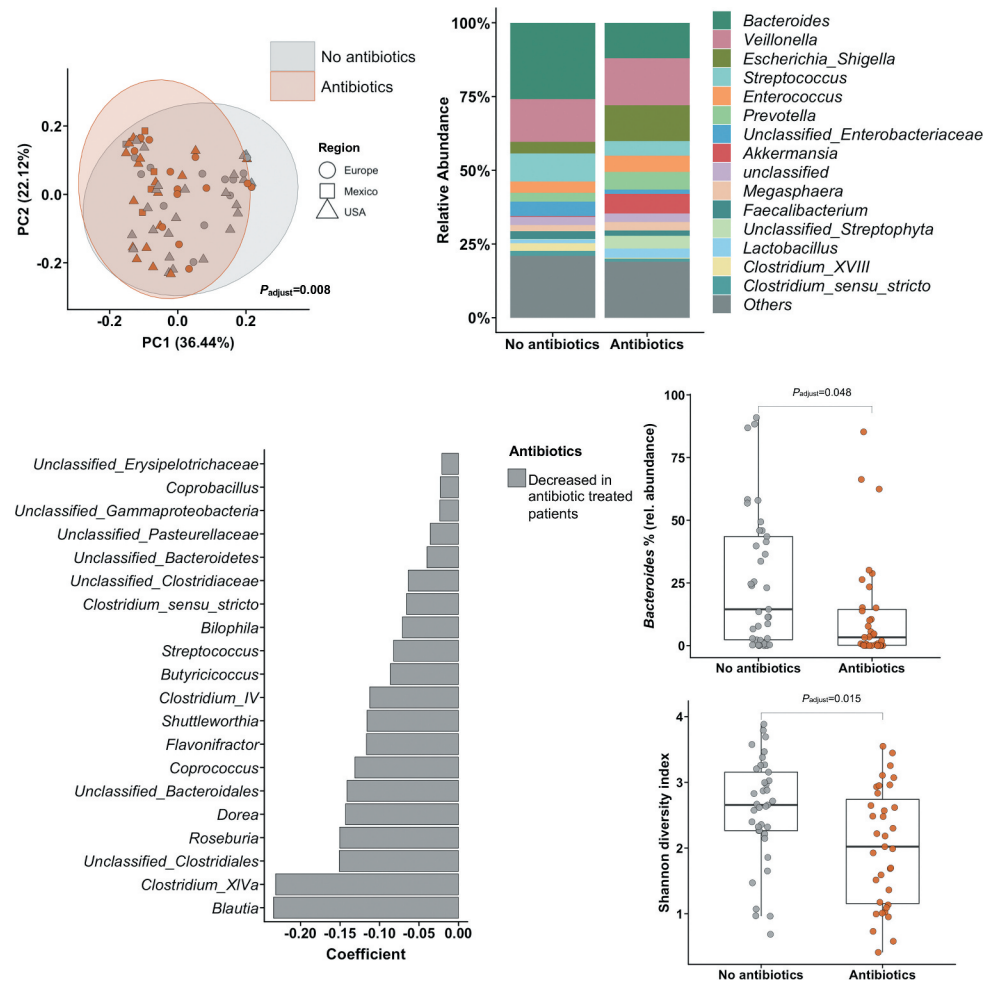 No antibiotics
Antibiotics
PC2 (22.12%)
0.2
0.0
-0.2
-0.2
0.0
0.2
PC1 (36.44%)
Padjust=0.008
Region
Europe
Mexico
USA
Relative Abundance
100%
75%
50%
25%
0%
No antibiotics
Antibiotics
Bacteroides
Veillonella
Escherichia_Shigella
Streptococcus
Enterococcus
Prevotella
Unclassified_Enterobacteriaceae
Akkermansia
unclassified
Megasphaera
Faecalibacterium
Unclassified_Streptophyta
Lactobacillus
Clostridium_XVIII
Clostridium_sensu_stricto
Others
Unclassified_Erysipelotrichaceae
Coprobacillus
Unclassified_Gammaproteobacteria
Unclassified_Pasteurellaceae
Unclassified_Bacteroidetes
Unclassified_Clostridiaceae
Clostridium_sensu_stricto
Bilophila
Streptococcus
Butyricicoccus
Clostridium_IV
Shuttleworthia
Flavonifractor
Coprococcus
Unclassified_Bacteroidales
Dorea
Roseburia
Unclassified_Clostridiales
Clostridium_XIVa
Blautia
-0.20
-0.15
-0.10
-0.05
0.00
Coefficient
Antibiotics
Decreased in
antibiotic treated
patients
Bacteroides % (rel. abundance)
100
75
50
25
0
Padjust=0.048
No antibiotics
Antibiotics
Shannon diversity index
4
3
2
1
Padjust=0.015
No antibiotics
Antibiotics